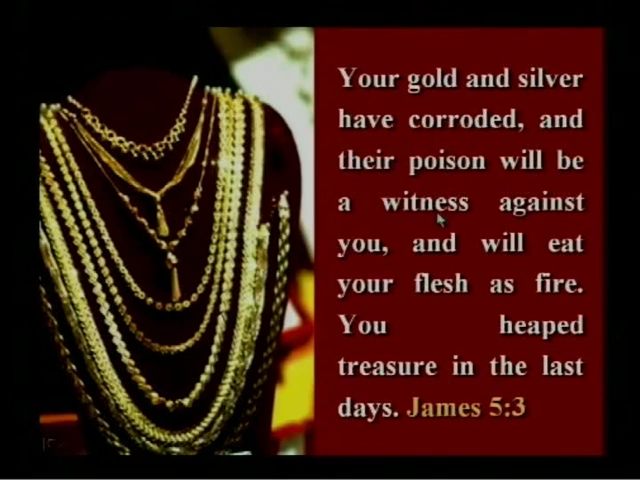 Your gold and silver
have corroded, and
their poison will be
a witness against
you, and will eat
your flesh as fire.
You heaped
treasure in the last
days. James 5:3